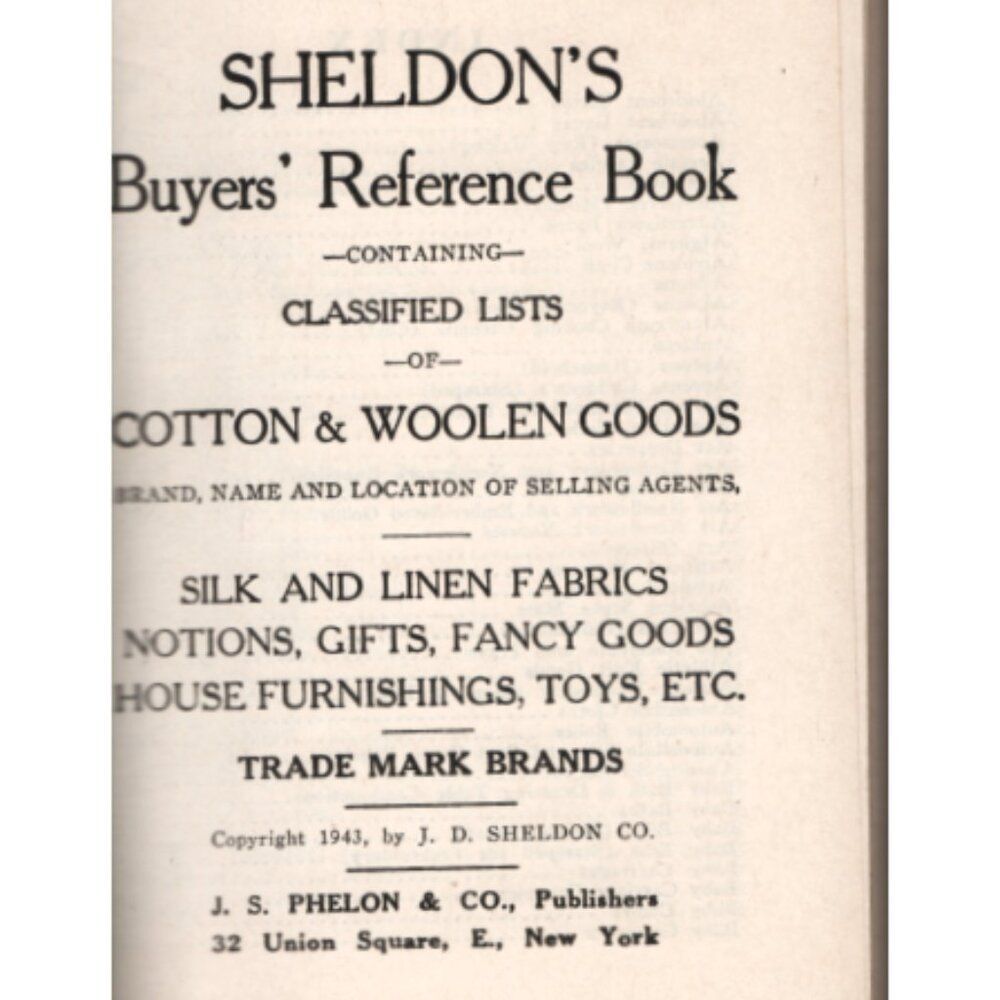 SHELDON'S
Buyers' Reference Book
—CONTAINING—
CLASSIFIED LISTS
—OF—
COTTON & WOOLEN GOODS
BRAND, NAME AND LOCATION OF SELLING AGENTS,
SILK AND LINEN FABRICS
NOTIONS, GIFTS, FANCY GOODS
HOUSE FURNISHINGS, TOYS, ETC.
TRADE MARK BRANDS
Copyright 1943, by J. D. SHELDON CO.
J. S. PHELON & CO., Publishers
32 Union Square, E., New York